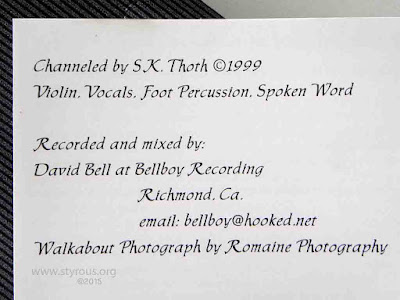 Channeled by S.K. Thoth ©1999
Violin, Vocals, Foot Percussion, Spoken Word
Recorded and mixed by:
David Bell at Bellboy Recording
Richmond, Ca.
email: bellboy@hooked.net
Walkabout Photograph by Romaine Photography
www.styrous.org
©2015